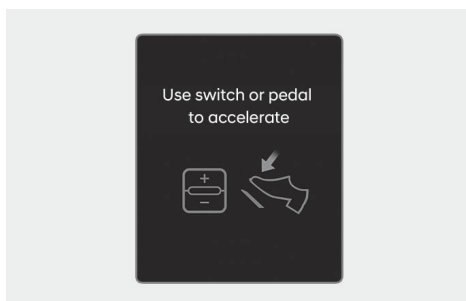 Use switch or pedal
to accelerate
+
−